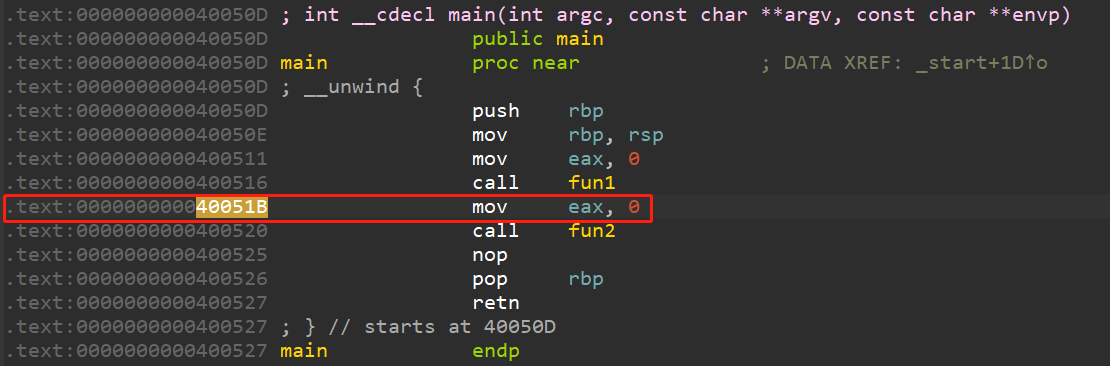 .text:000000000040050D ; int __cdecl main(int argc, const char **argv, const char **envp)
.text:000000000040050D public main
.text:000000000040050D main proc near ; DATA XREF: _start+1D↑o
.text:000000000040050D ; __unwind {
.text:000000000040050D push rbp
.text:000000000040050E mov rbp, rsp
.text:0000000000400511 mov eax, 0
.text:0000000000400516 call fun1
.text:000000000040051B mov eax, 0
.text:0000000000400520 call fun2
.text:0000000000400525 nop
.text:0000000000400526 pop rbp
.text:0000000000400527 retn
.text:0000000000400527 ; } // starts at 40050D
.text:0000000000400527 main endp